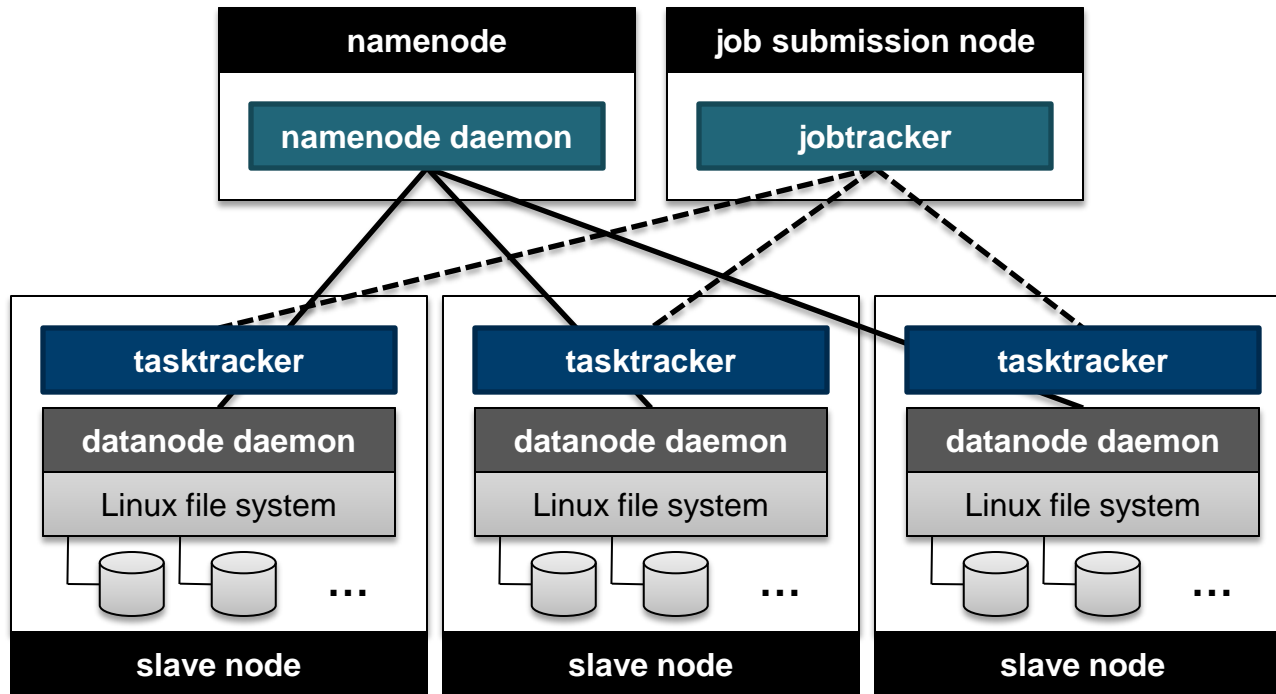 namenode
job submission node
namenode daemon
jobtracker
tasktracker
tasktracker
tasktracker
datanode daemon
datanode daemon
datanode daemon
Linux file system
Linux file system
Linux file system
...
...
...
slave node
slave node
slave node